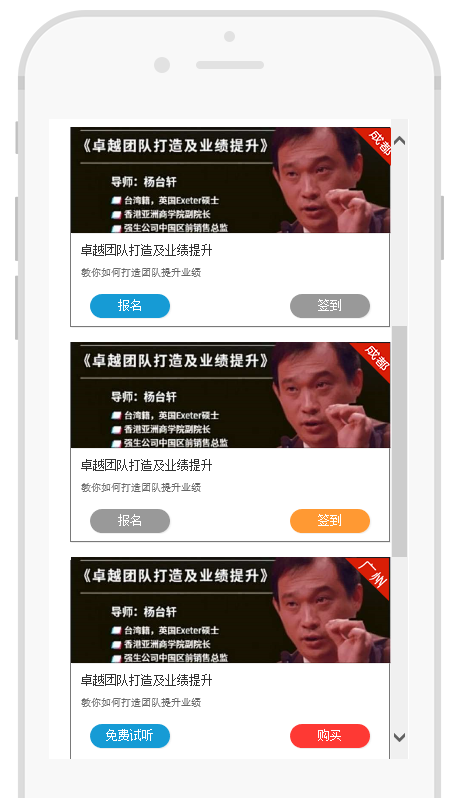 《卓越团队打造及业绩提升》
成都
导师：杨台轩
台湾籍，英国Exeter硕士
香港亚洲商学院副院长
强生公司中国区前销售总监
卓越团队打造及业绩提升
教你如何打造团队提升业绩
报名 签到
《卓越团队打造及业绩提升》
成都
导师：杨台轩
台湾籍，英国Exeter硕士
香港亚洲商学院副院长
强生公司中国区前销售总监
卓越团队打造及业绩提升
教你如何打造团队提升业绩
报名 签到
《卓越团队打造及业绩提升》
广州
导师：杨台轩
台湾籍，英国Exeter硕士
香港亚洲商学院副院长
强生公司中国区前销售总监
卓越团队打造及业绩提升
教你如何打造团队提升业绩
免费试听 购买